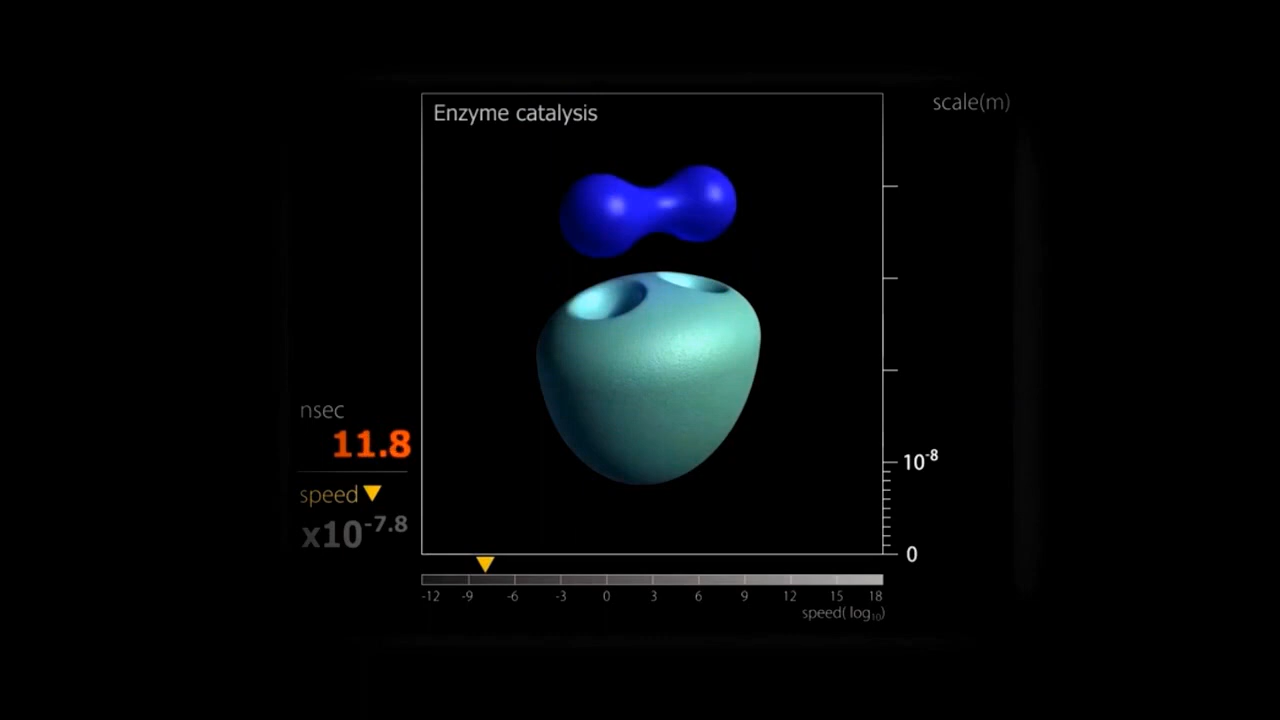 Enzyme catalysis
scale(m)
nsec
11.8
speed ▼
x10^-7.8
10^-8
0
-12 -9 -6 -3 0 3 6 9 12 15 18
speed( log₁₀)